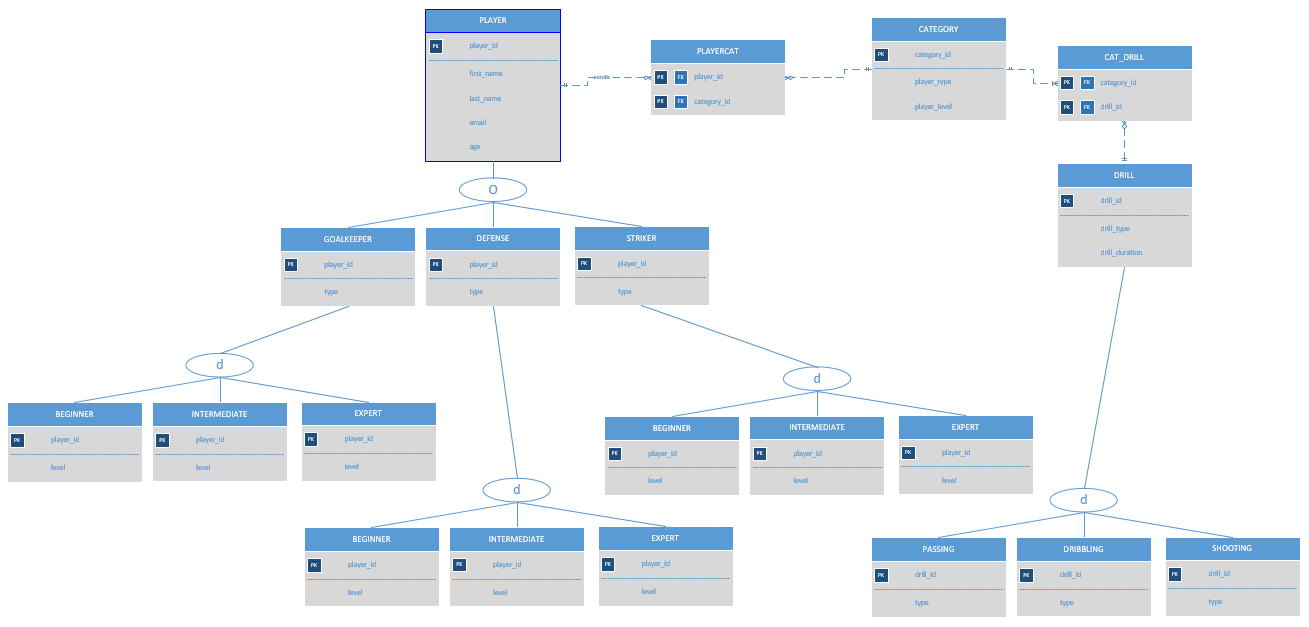 PLAYER
PK player_id
first_name
last_name
email
age
enrolls
PLAYERCAT
PK FK player_id
PK FK category_id
CATEGORY
PK category_id
player_type
player_level
CAT_DRILL
PK FK category_id
PK FK drill_id
DRILL
PK drill_id
drill_type
drill_duration
O
GOALKEEPER
PK player_id
type
DEFENSE
PK player_id
type
STRIKER
PK player_id
type
d
BEGINNER
PK player_id
level
INTERMEDIATE
PK player_id
level
EXPERT
PK player_id
level
d
BEGINNER
PK player_id
level
INTERMEDIATE
PK player_id
level
EXPERT
PK player_id
level
d
BEGINNER
PK player_id
level
INTERMEDIATE
PK player_id
level
EXPERT
PK player_id
level
d
PASSING
PK drill_id
type
DRIBBLING
PK drill_id
type
SHOOTING
PK drill_id
type